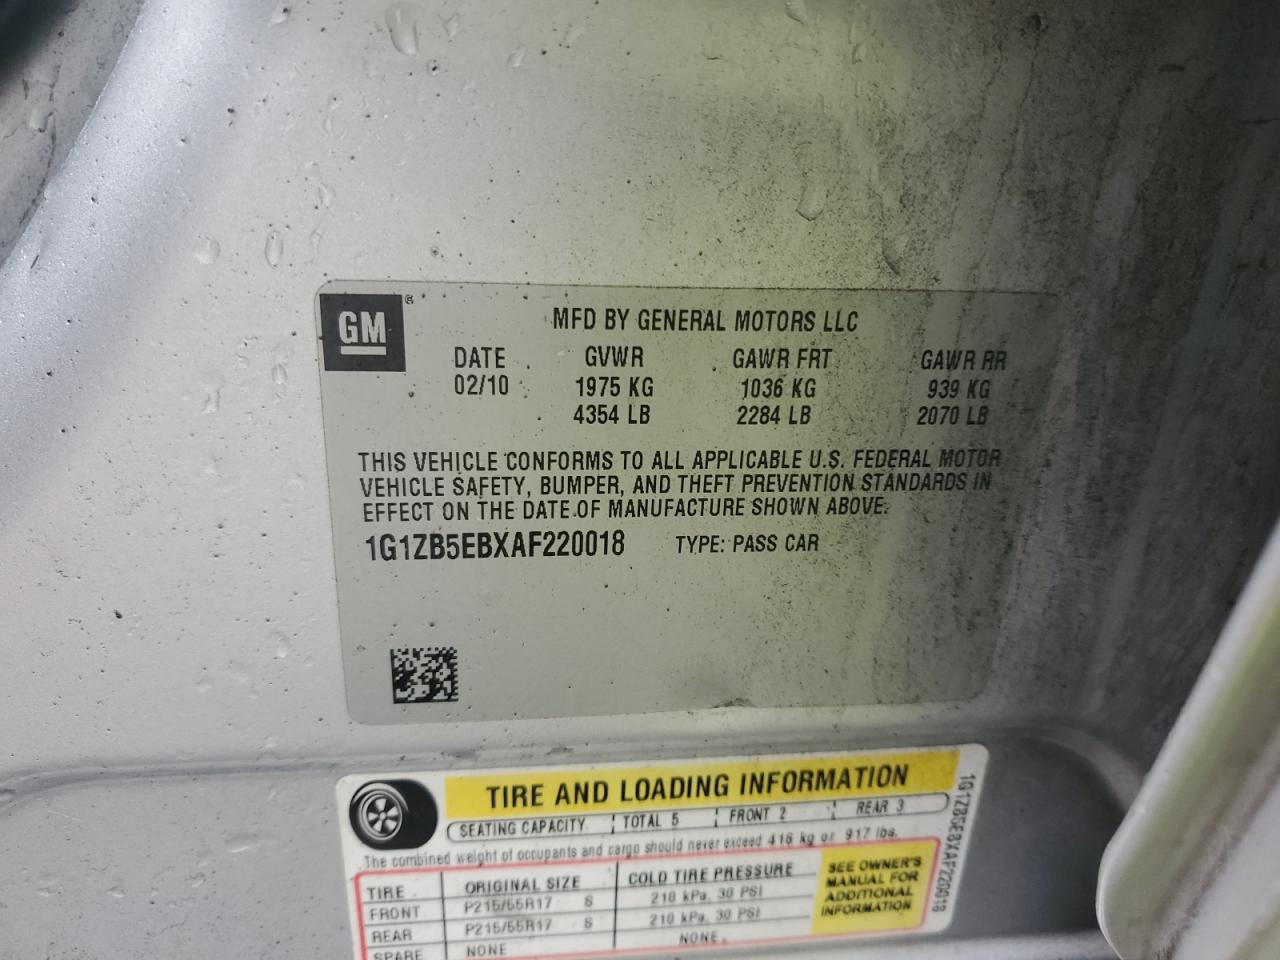 GM ®
MFD BY GENERAL MOTORS LLC
DATE GVWR GAWR FRT GAWR RR
02/10 1975 KG 1036 KG 939 KG
4354 LB 2284 LB 2070 LB
THIS VEHICLE CONFORMS TO ALL APPLICABLE U.S. FEDERAL MOTOR
VEHICLE SAFETY, BUMPER, AND THEFT PREVENTION STANDARDS IN
EFFECT ON THE DATE OF MANUFACTURE SHOWN ABOVE.
1G1ZB5EBXAF220018 TYPE: PASS CAR
TIRE AND LOADING INFORMATION
SEATING CAPACITY TOTAL 5 FRONT 2 REAR 3
The combined weight of occupants and cargo should never exceed 416 kg or 917 lbs.
TIRE ORIGINAL SIZE COLD TIRE PRESSURE
FRONT P215/55R17 S 210 kPa, 30 PSI
REAR P215/55R17 S 210 kPa, 30 PSI
SPARE NONE NONE
SEE OWNER'S
MANUAL FOR
ADDITIONAL
INFORMATION
1G1ZB5EBXAF220018